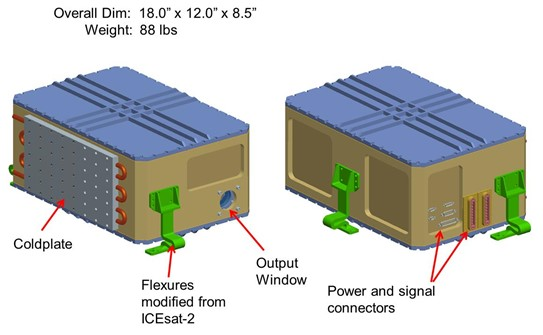 Overall Dim: 18.0” x 12.0” x 8.5”
Weight: 88 lbs
Coldplate
Flexures
modified from
ICEsat-2
Output
Window
Power and signal
connectors